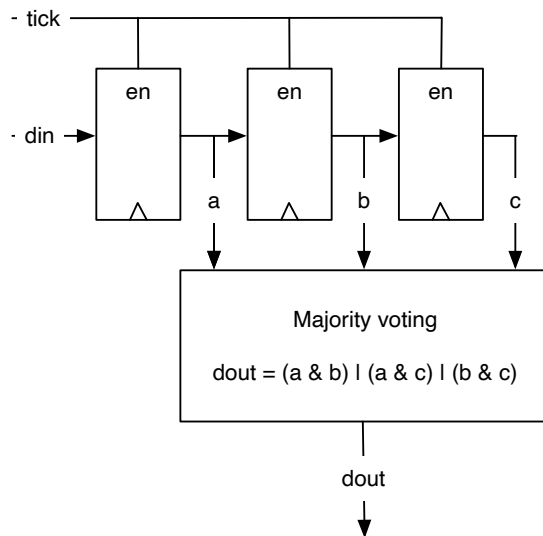 tick
en en en
din
a b c
Majority voting
dout = (a & b) | (a & c) | (b & c)
dout